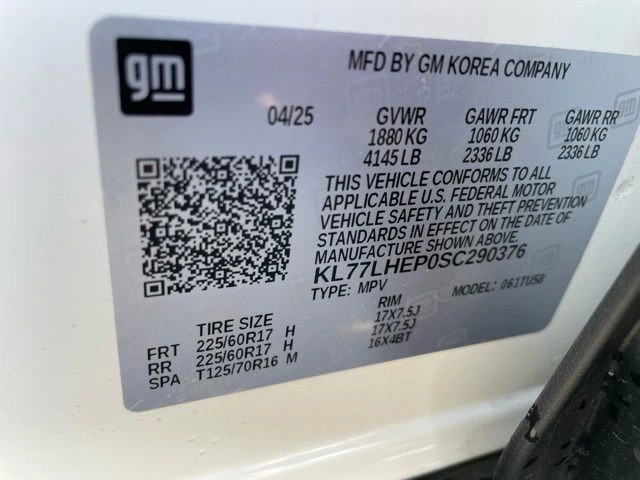 gm
MFD BY GM KOREA COMPANY
04/25 GVWR GAWR FRT GAWR RR
1880 KG 1060 KG 1060 KG
4145 LB 2336 LB 2336 LB
THIS VEHICLE CONFORMS TO ALL
APPLICABLE U.S. FEDERAL MOTOR
VEHICLE SAFETY AND THEFT PREVENTION
STANDARDS IN EFFECT ON THE DATE OF
MANUFACTURE SHOWN ABOVE.
KL77LHEP0SC290376
TYPE: MPV MODEL: 061TU58
TIRE SIZE RIM
FRT 225/60R17 H 17X7.5J
RR 225/60R17 H 17X7.5J
SPA T125/70R16 M 16X4BT